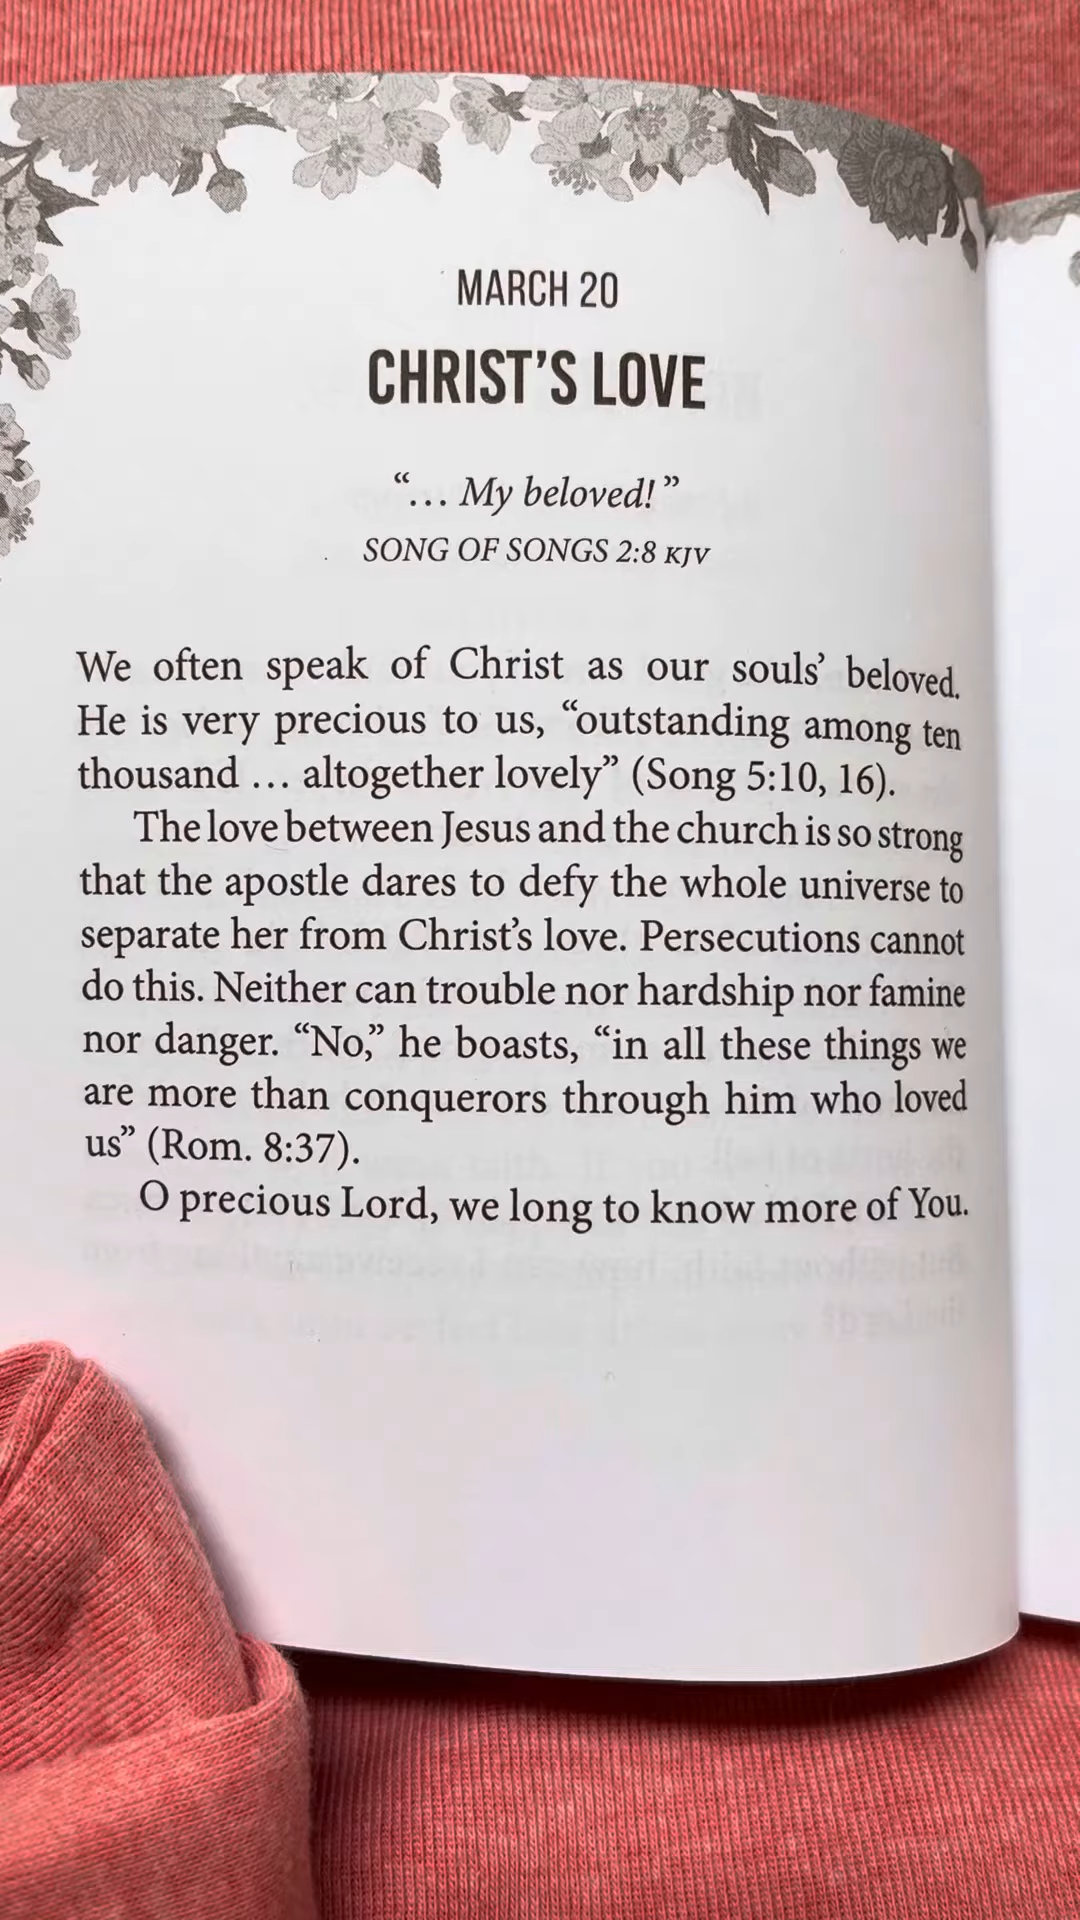 MARCH 20
CHRIST’S LOVE
“... My beloved!”
SONG OF SONGS 2:8 KJV
We often speak of Christ as our souls’ beloved.
He is very precious to us, “outstanding among ten
thousand ... altogether lovely” (Song 5:10, 16).
The love between Jesus and the church is so strong
that the apostle dares to defy the whole universe to
separate her from Christ’s love. Persecutions cannot
do this. Neither can trouble nor hardship nor famine
nor danger. “No,” he boasts, “in all these things we
are more than conquerors through him who loved
us” (Rom. 8:37).
O precious Lord, we long to know more of You.